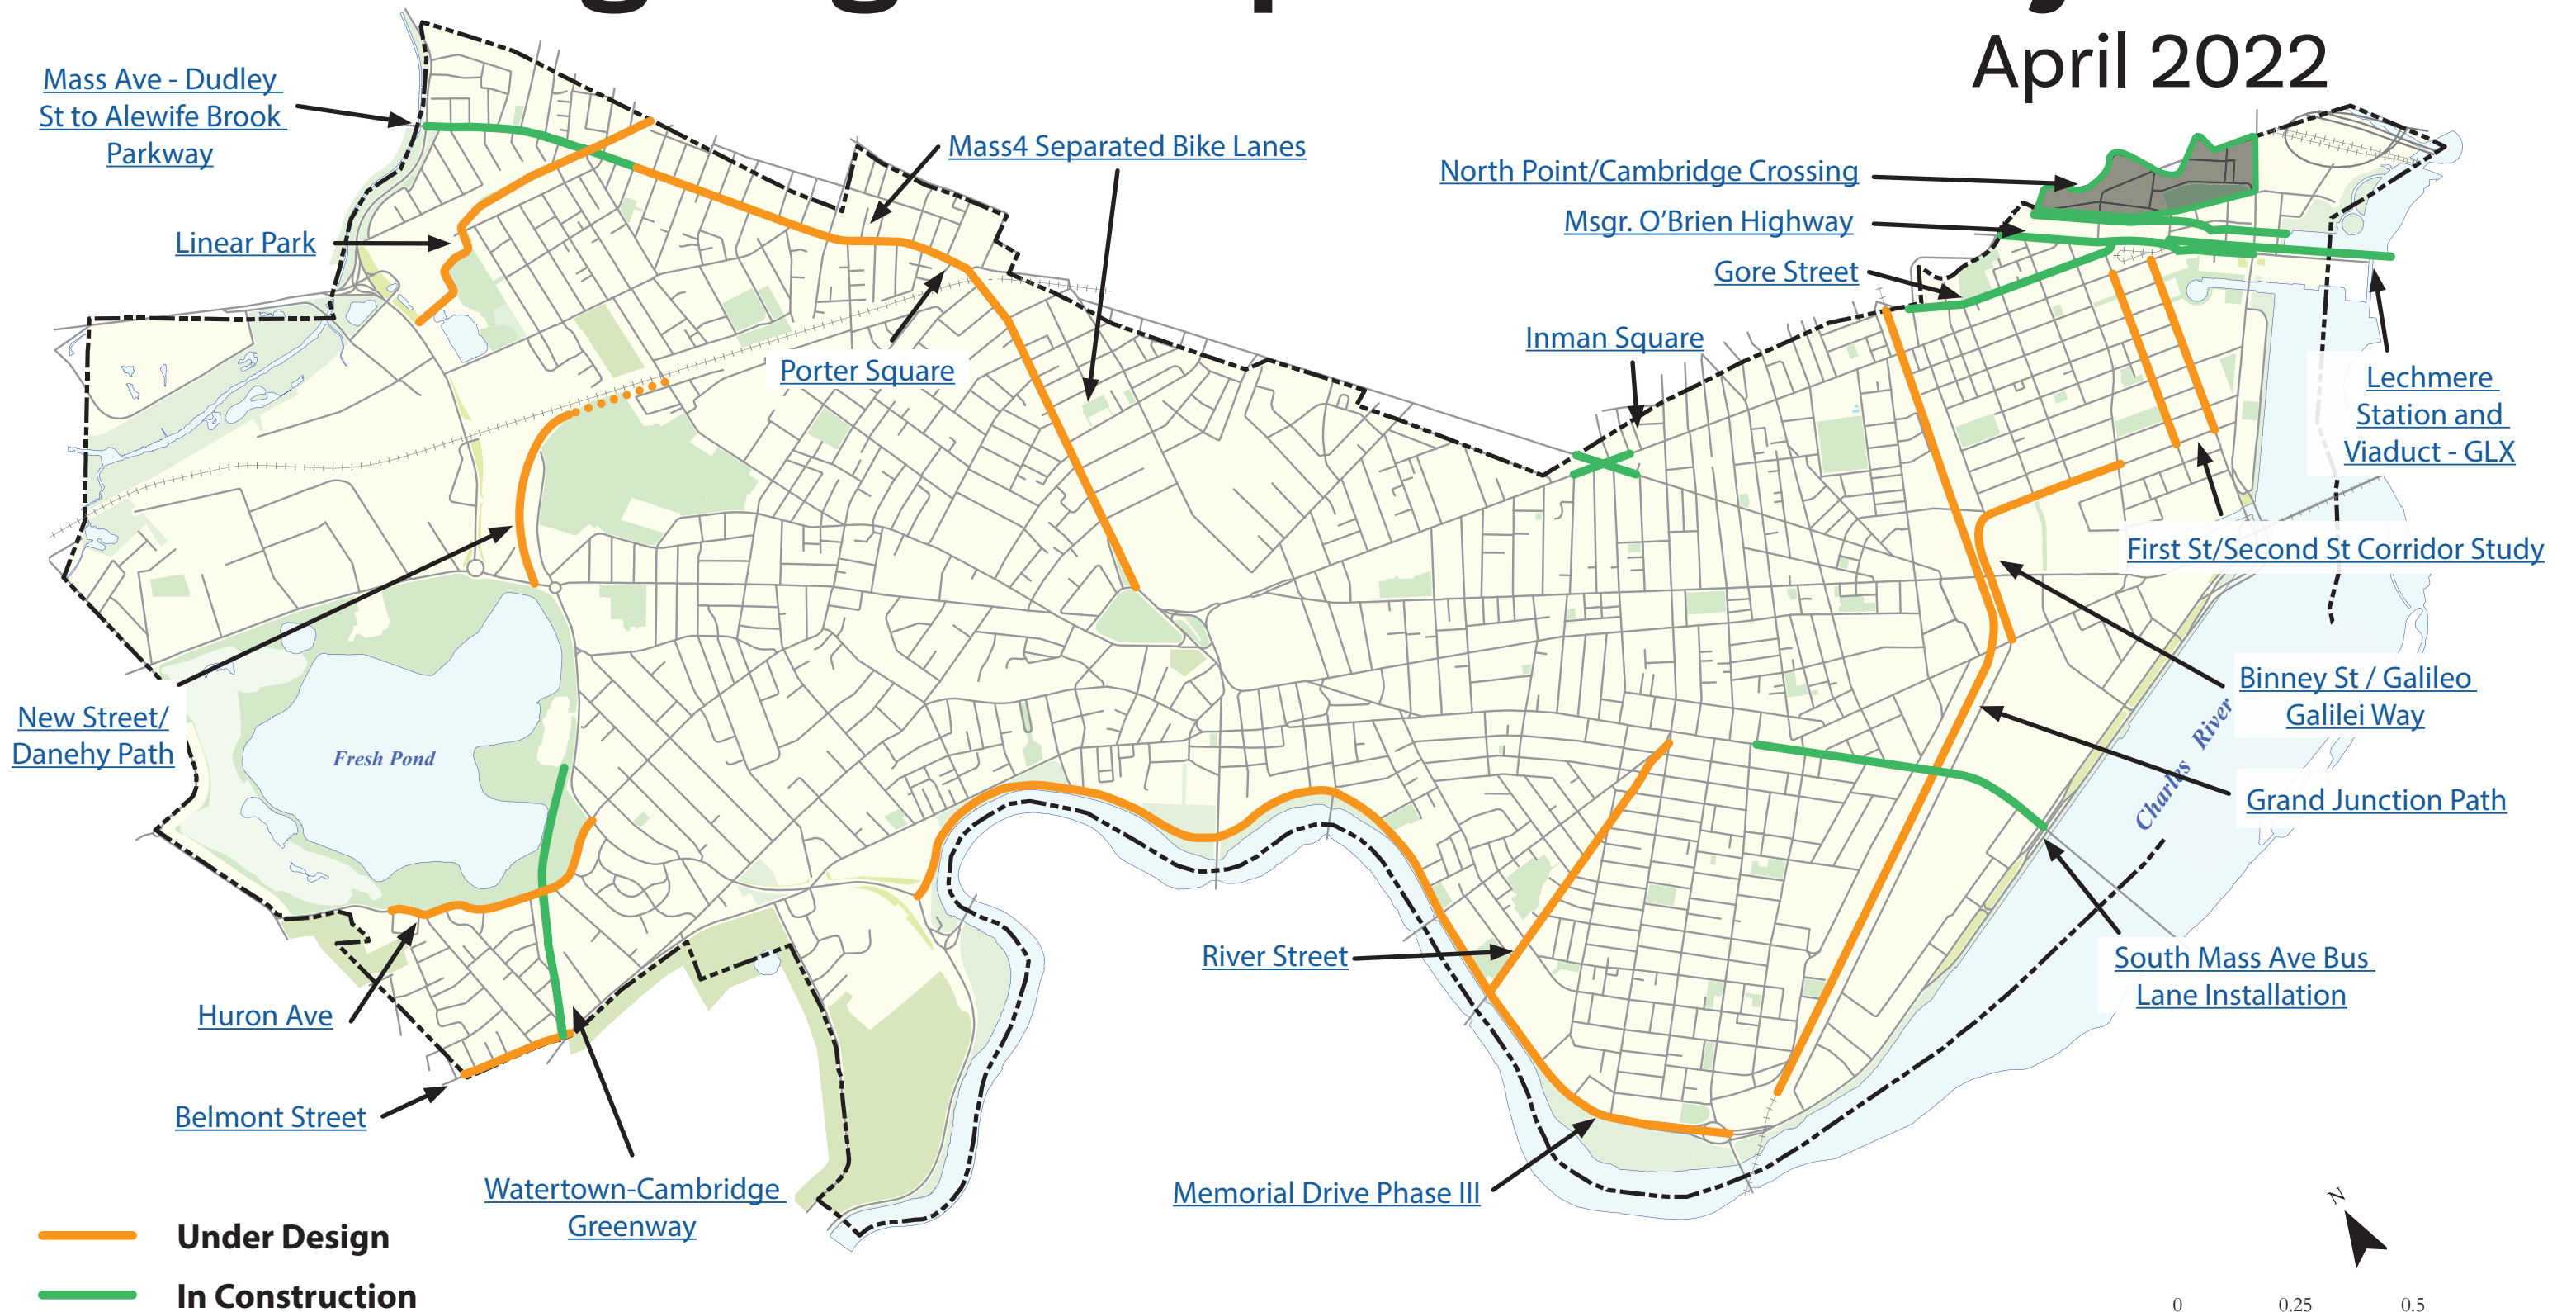 April 2022
Mass Ave - Dudley
St to Alewife Brook
Parkway
Mass4 Separated Bike Lanes
North Point/Cambridge Crossing
Msgr. O’Brien Highway
Linear Park
Gore Street
Inman Square
Porter Square
Lechmere
Station and
Viaduct - GLX
First St/Second St Corridor Study
Binney St / Galileo
Galilei Way
New Street/
Danehy Path
Fresh Pond
Charles River
Grand Junction Path
River Street
South Mass Ave Bus
Lane Installation
Huron Ave
Belmont Street
Watertown-Cambridge
Greenway
Memorial Drive Phase III
N
Under Design
In Construction
0 0.25 0.5